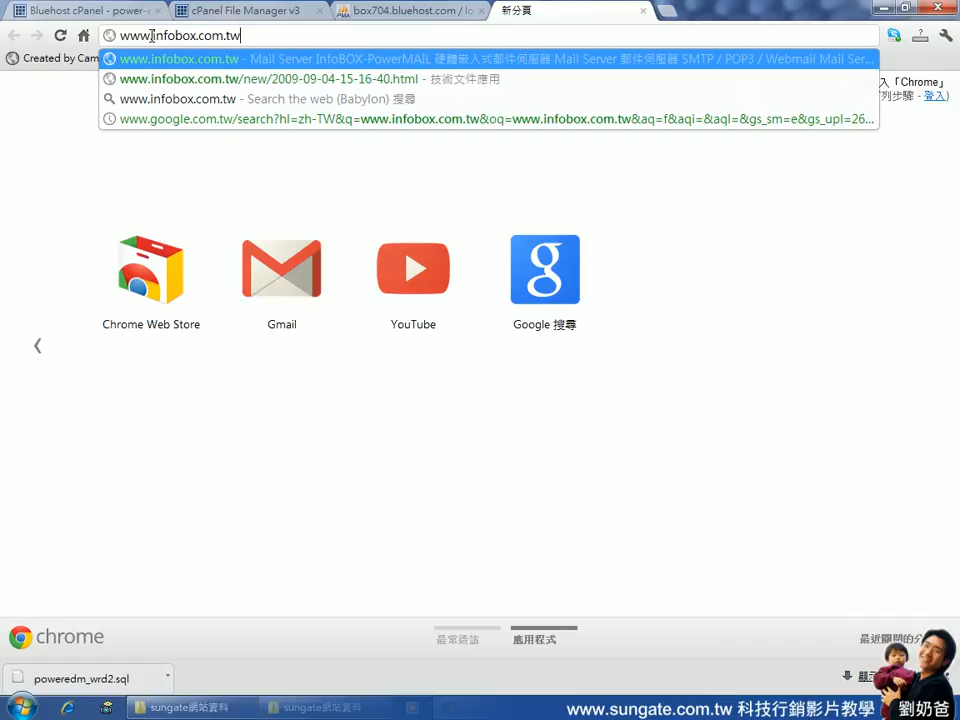 Bluehost cPanel - power-e
cPanel File Manager v3
box704.bluehost.com / lo
新分頁
www.infobox.com.tw
Created by Cam
www.infobox.com.tw - Mail Server InfoBOX-PowerMAIL 硬體嵌入式郵件伺服器 Mail Server 郵件伺服器 SMTP / POP3 / Webmail Mail Ser...
www.infobox.com.tw/new/2009-09-04-15-16-40.html - 技術文件應用
www.infobox.com.tw - Search the web (Babylon) 搜尋
www.google.com.tw/search?hl=zh-TW&q=www.infobox.com.tw&oq=www.infobox.com.tw&aq=f&aqi=&aql=&gs_sm=e&gs_upl=26...
入「Chrome」
列步驟 - 登入)
Chrome Web Store
Gmail
YouTube
Google 搜尋
chrome
最常造訪
應用程式
最近關閉的分
poweredm_wrd2.sql
顯示
sungate網站資料
sungate網站資料
www.sungate.com.tw 科技行銷影片教學
劉奶爸